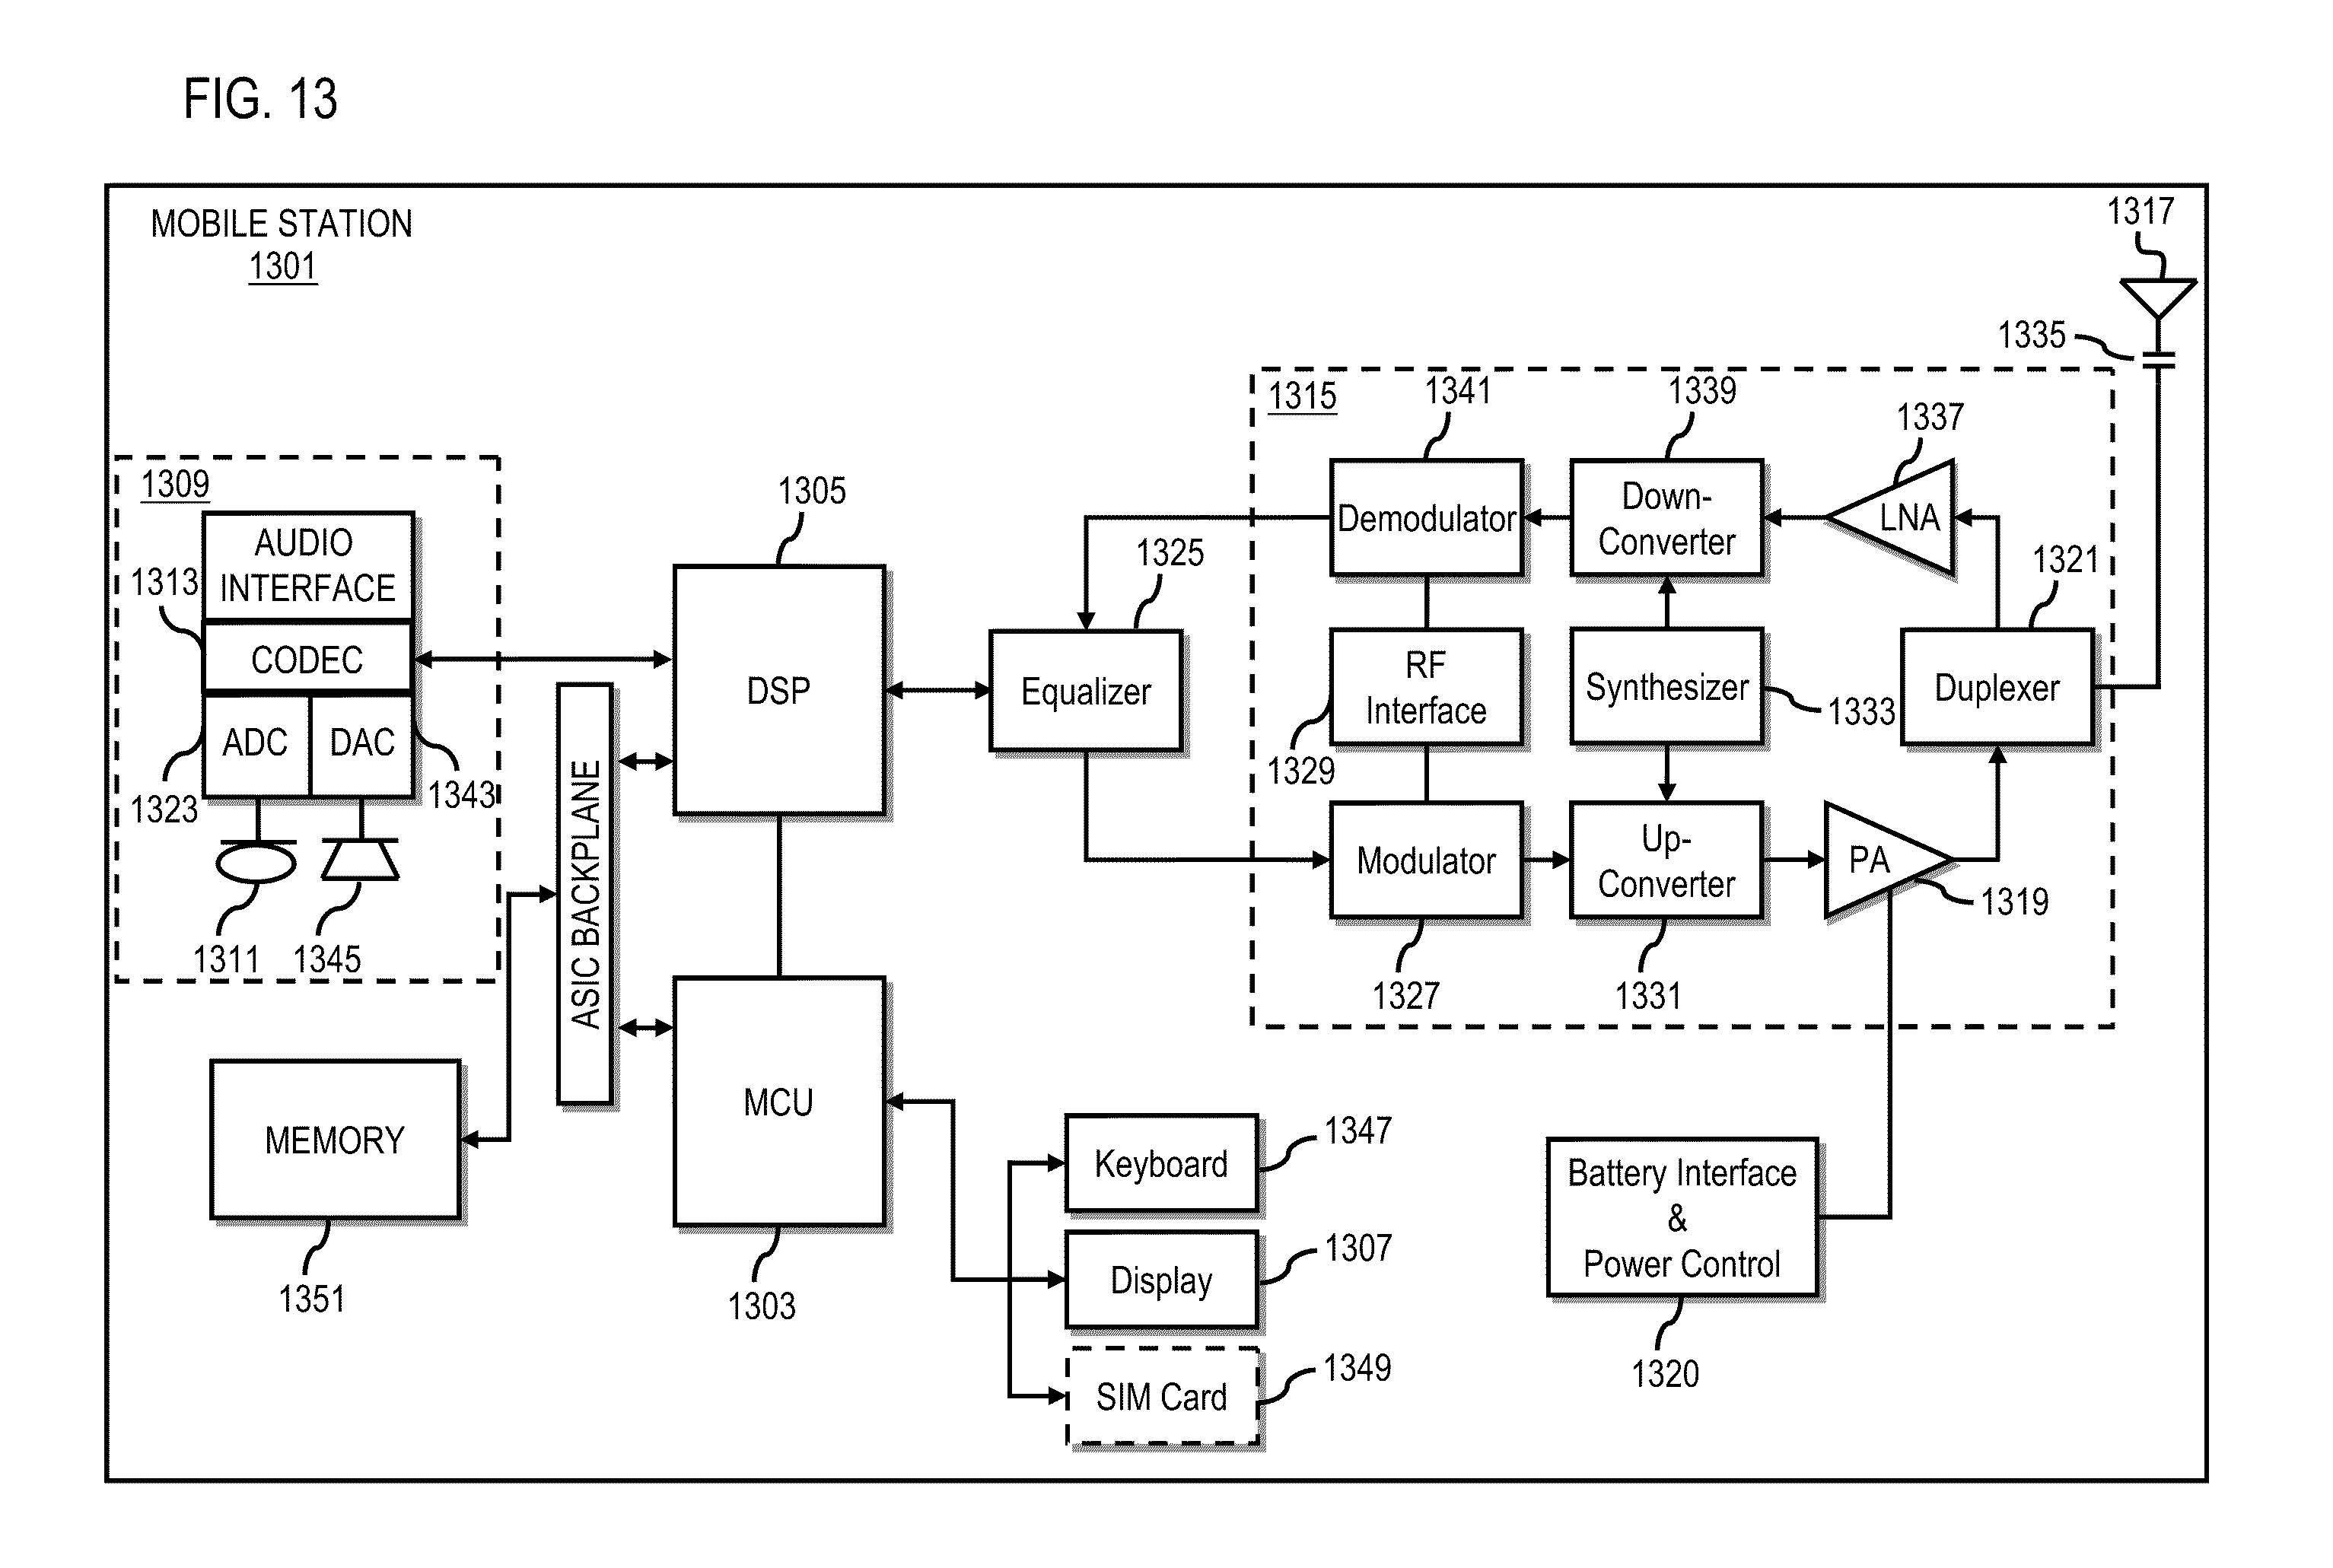 FIG. 13
MOBILE STATION
1301
1317
1335
1315
1341
1339
1337
Demodulator
Down-
Converter
LNA
1309
AUDIO
INTERFACE
1313
CODEC
ADC
DAC
1323
1343
1311
1345
1305
DSP
1325
Equalizer
RF
Interface
1329
Synthesizer
1333
1321
Duplexer
Modulator
1327
Up-
Converter
1331
PA
1319
ASIC BACKPLANE
MEMORY
1351
MCU
1303
Keyboard
1347
Display
1307
SIM Card
1349
Battery Interface
&
Power Control
1320